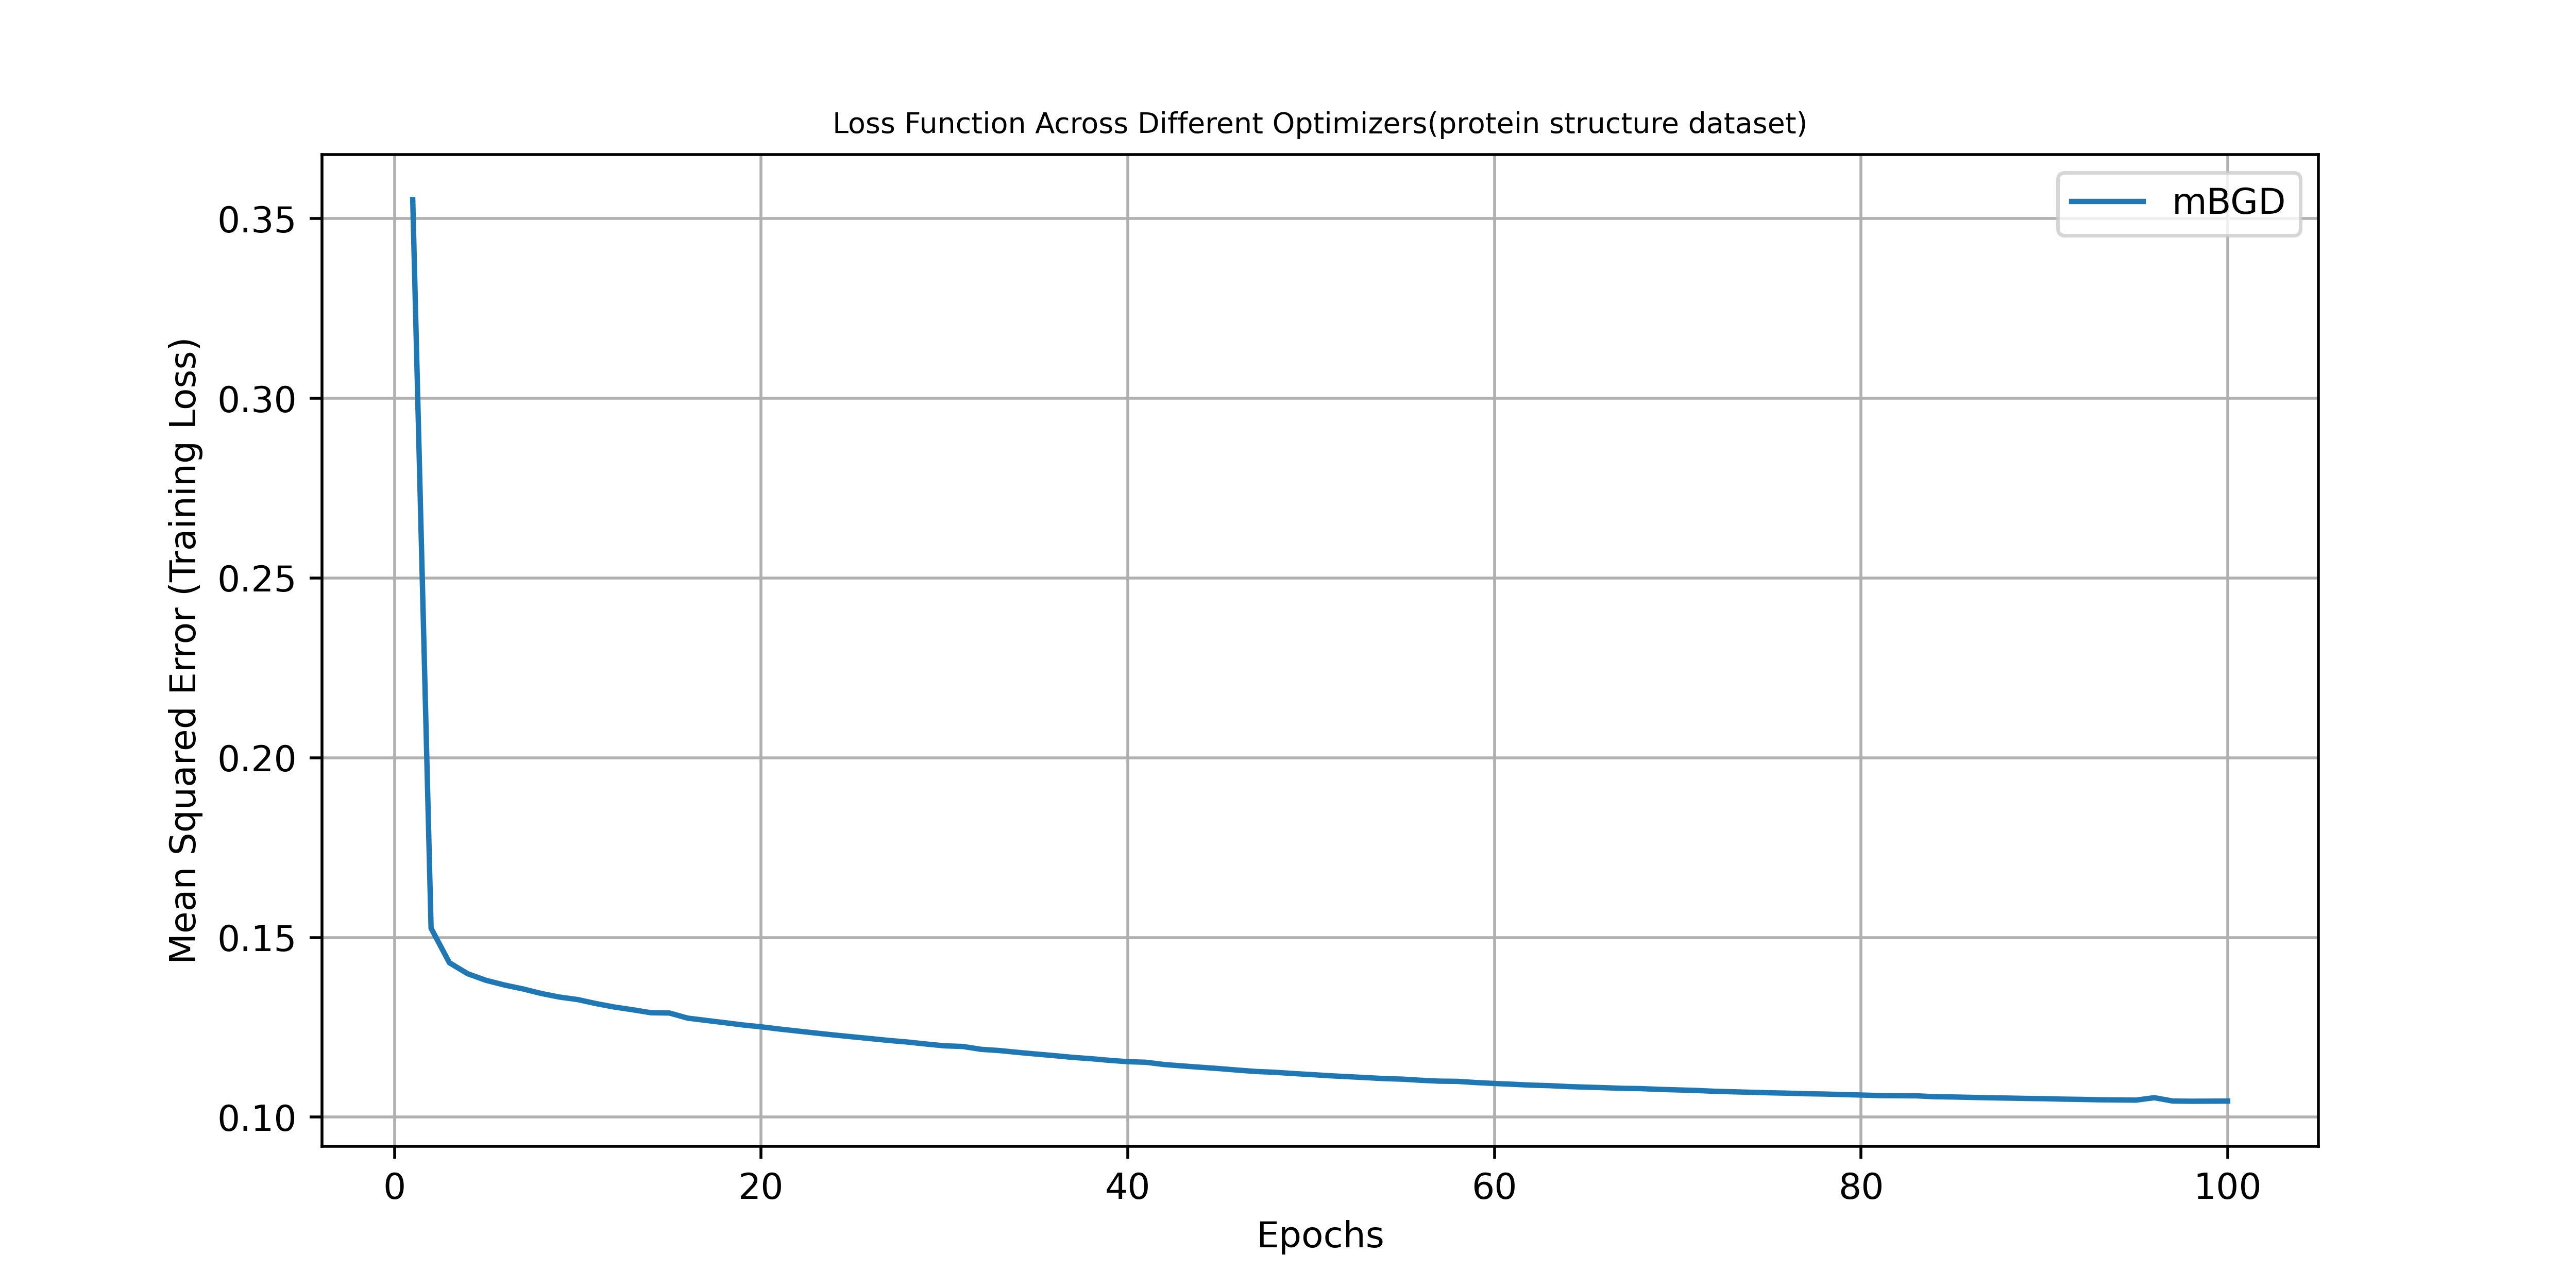 Loss Function Across Different Optimizers(protein structure dataset)
mBGD
Mean Squared Error (Training Loss)
0.35
0.30
0.25
0.20
0.15
0.10
0 20 40 60 80 100
Epochs